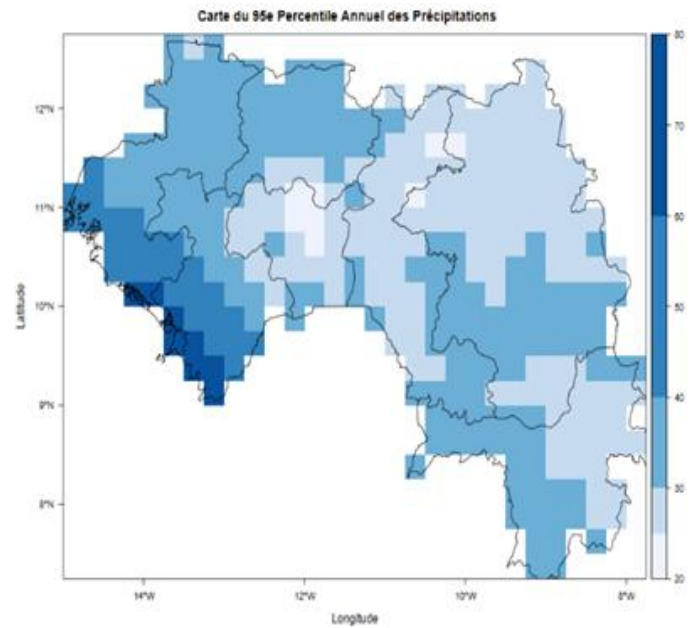 Carte du 95e Percentile Annuel des Précipitations
12°N
11°N
10°N
9°N
8°N
Latitude
14°W
12°W
10°W
8°W
Longitude
80
70
60
50
40
30
20